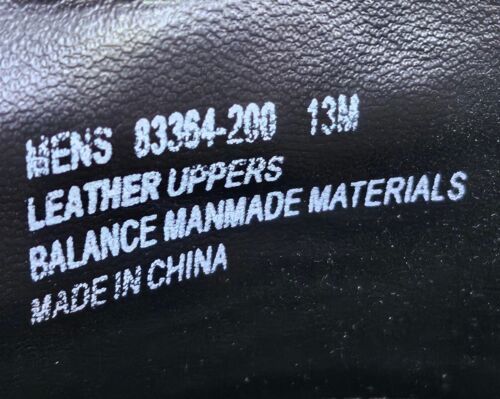 MENS 83364-200 13M
LEATHER UPPERS
BALANCE MANMADE MATERIALS
MADE IN CHINA